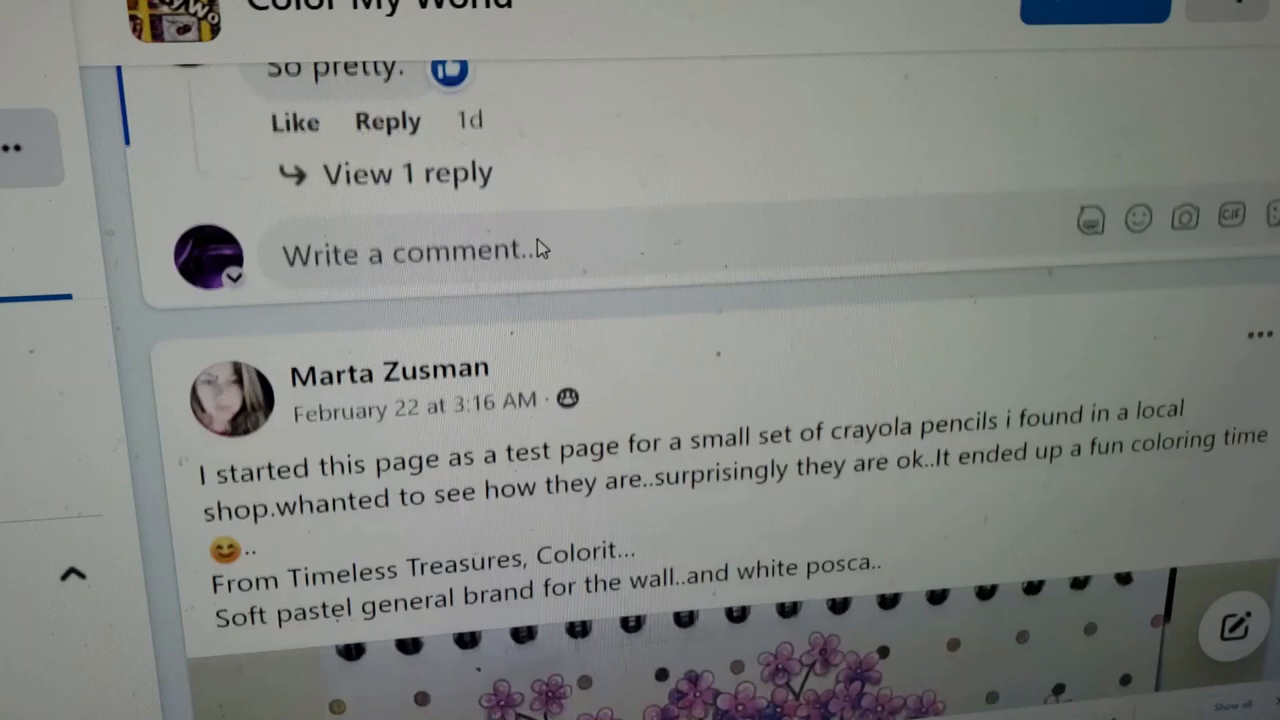 Color My World
So pretty.
Like Reply 1d
View 1 reply
Write a comment...
GIF
Marta Zusman
February 22 at 3:16 AM ·
I started this page as a test page for a small set of crayola pencils i found in a local
shop.whanted to see how they are..surprisingly they are ok..It ended up a fun coloring time
😊..
From Timeless Treasures, Colorit...
Soft pastel general brand for the wall..and white posca..
Show all